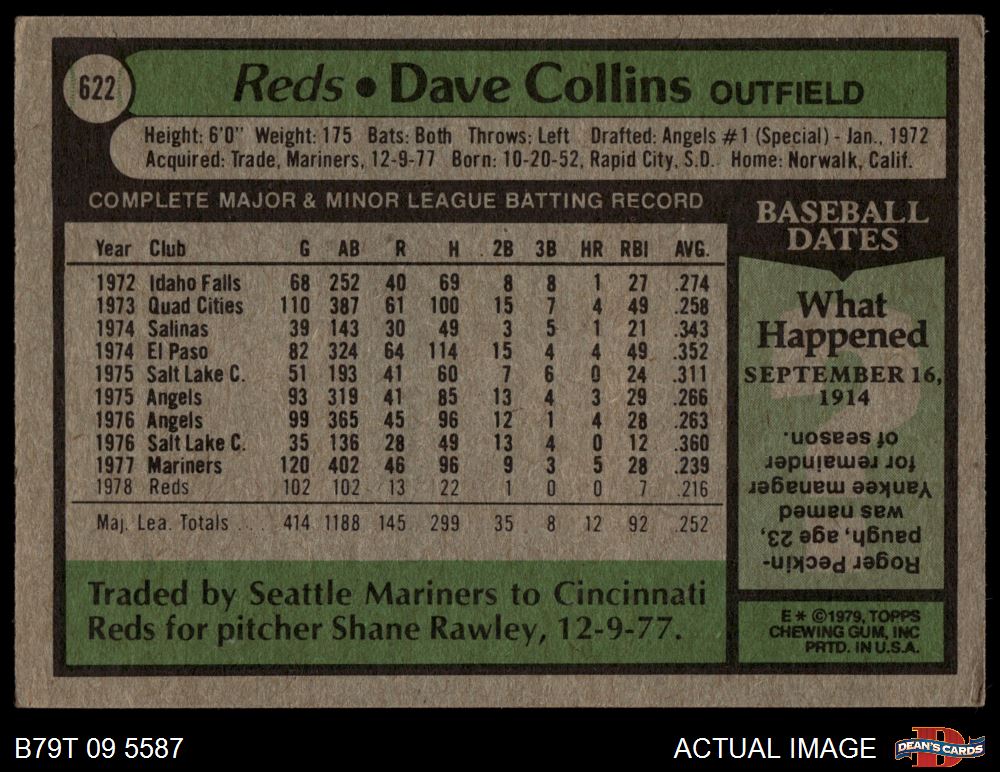 622
Reds • Dave Collins OUTFIELD
Height: 6'0" Weight: 175 Bats: Both Throws: Left Drafted: Angels #1 (Special) - Jan., 1972
Acquired: Trade, Mariners, 12-9-77 Born: 10-20-52, Rapid City, S.D. Home: Norwalk, Calif.
COMPLETE MAJOR & MINOR LEAGUE BATTING RECORD
Year Club G AB R H 2B 3B HR RBI AVG.
1972 Idaho Falls 68 252 40 69 8 8 1 27 .274
1973 Quad Cities 110 387 61 100 15 7 4 49 .258
1974 Salinas 39 143 30 49 3 5 1 21 .343
1974 El Paso 82 324 64 114 15 4 4 49 .352
1975 Salt Lake C. 51 193 41 60 7 6 0 24 .311
1975 Angels 93 319 41 85 13 4 3 29 .266
1976 Angels 99 365 45 96 12 1 4 28 .263
1976 Salt Lake C. 35 136 28 49 13 4 0 12 .360
1977 Mariners 120 402 46 96 9 3 5 28 .239
1978 Reds 102 102 13 22 1 0 0 7 .216
Maj. Lea. Totals ... 414 1188 145 299 35 8 12 92 .252
Traded by Seattle Mariners to Cincinnati
Reds for pitcher Shane Rawley, 12-9-77.
BASEBALL
DATES
What
Happened
SEPTEMBER 16,
1914
Roger Peckin-
paugh, age 23,
was named
Yankee manager
for remainder
of season.
E* ©1979, TOPPS
CHEWING GUM, INC
PRTD. IN U.S.A.
B79T 09 5587
ACTUAL IMAGE
DEAN'S CARDS